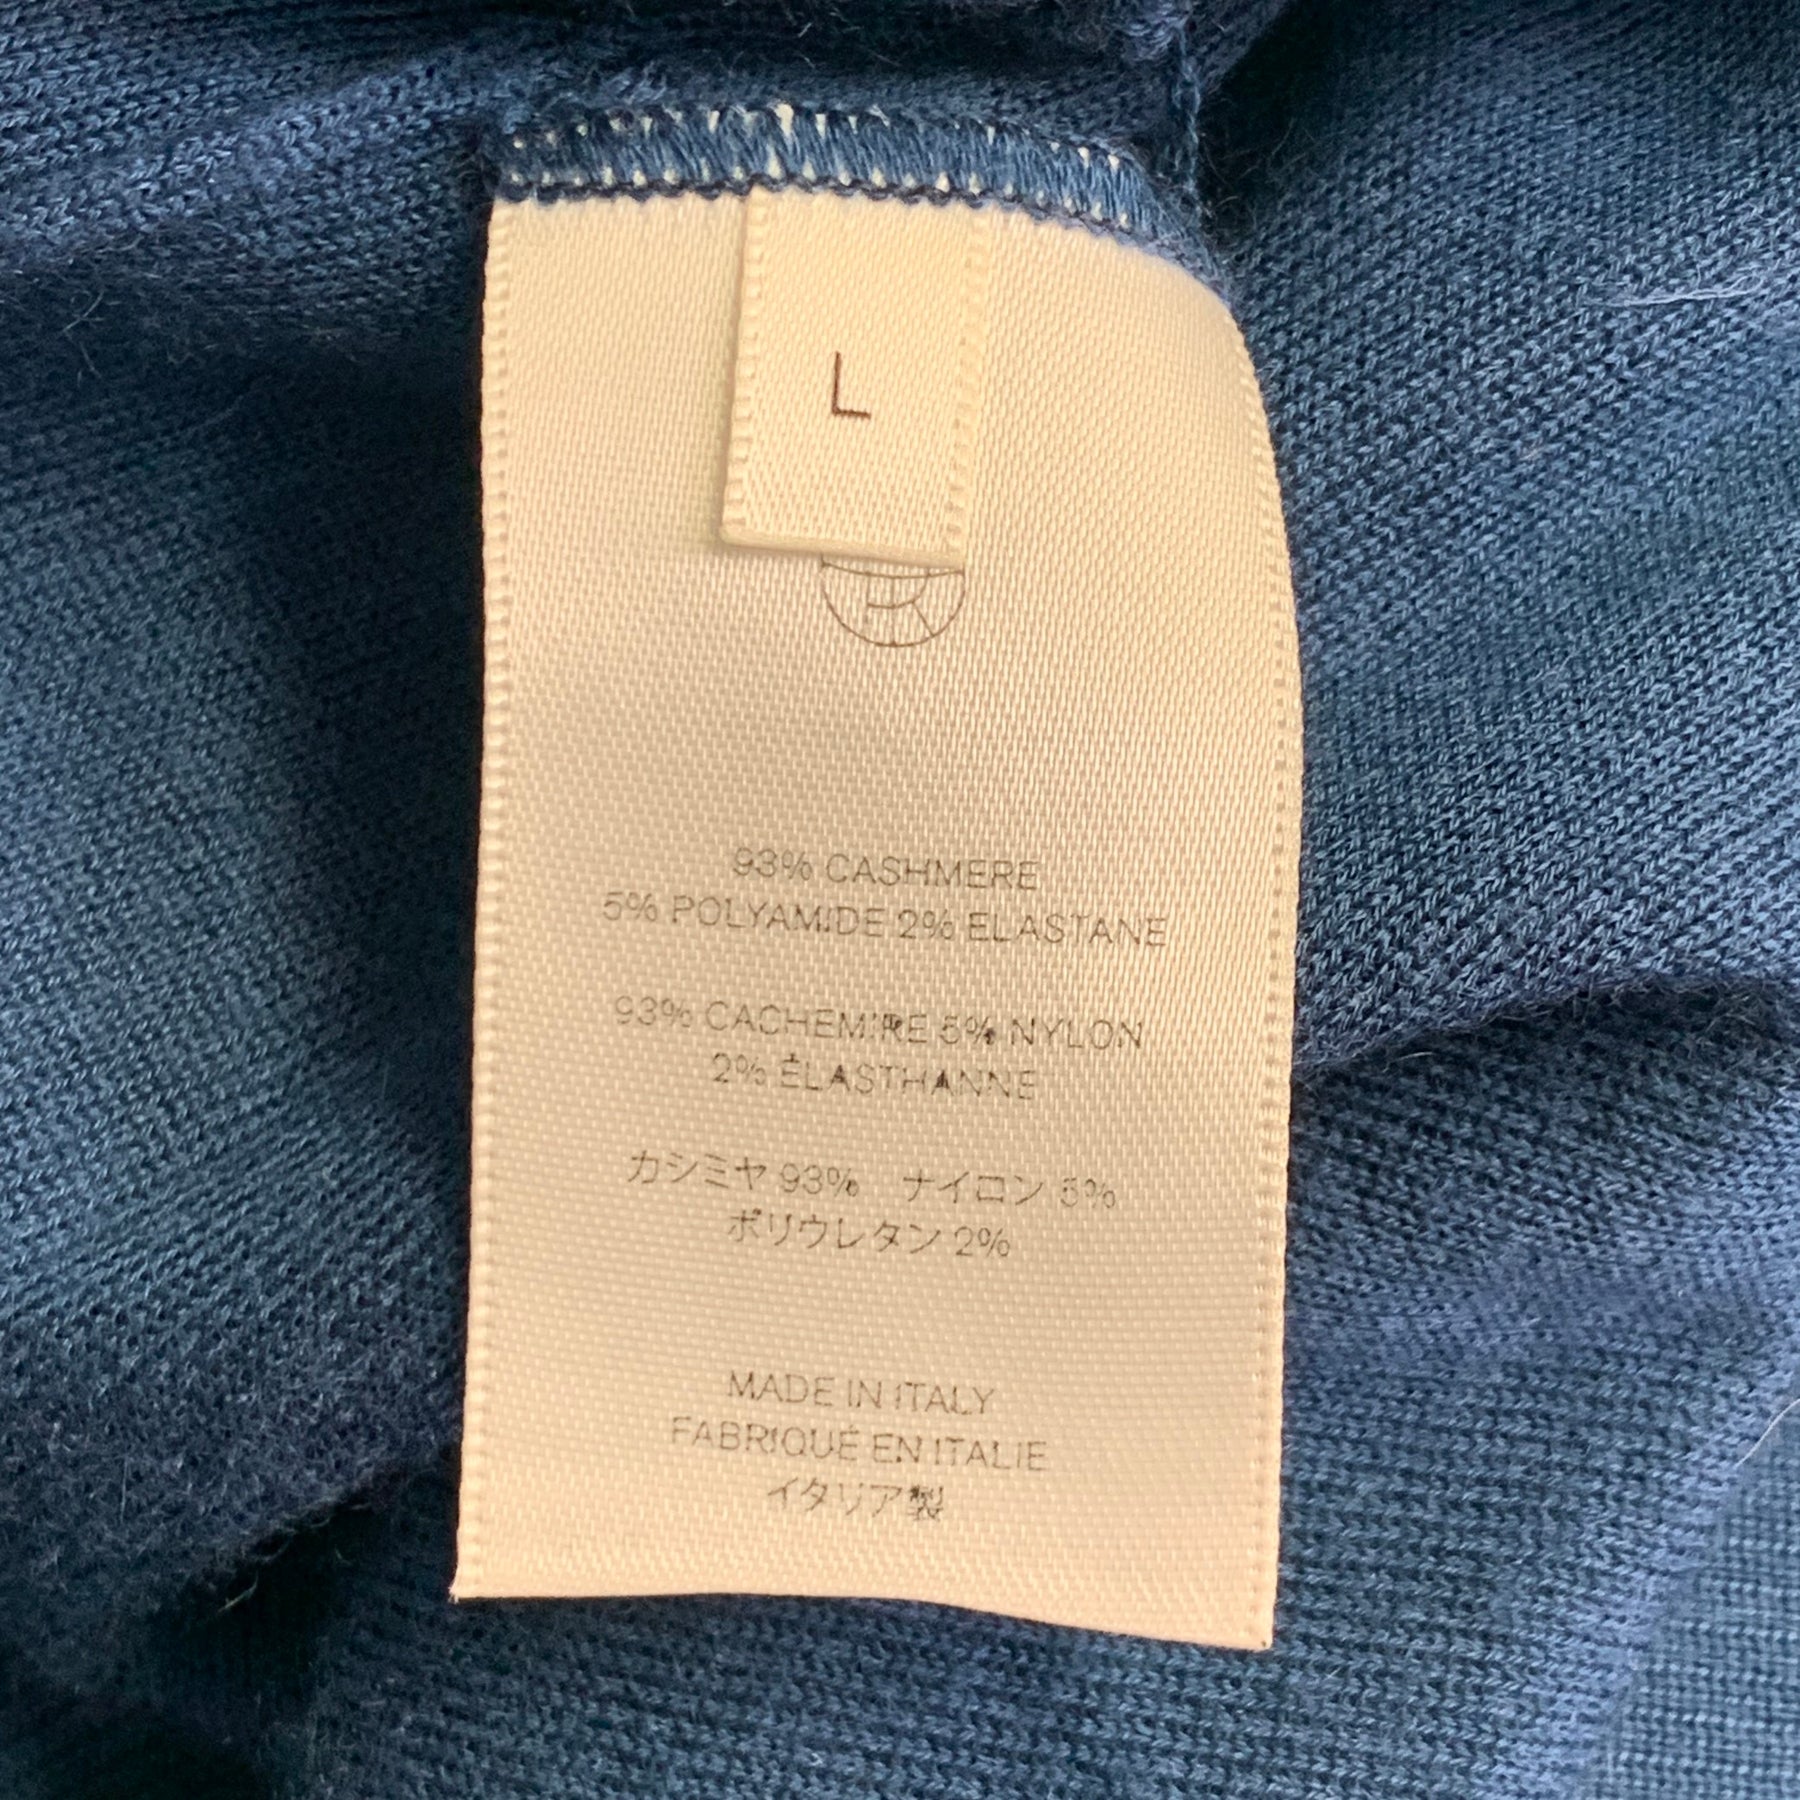 L
93% CASHMERE
5% POLYAMIDE 2% ELASTANE
93% CACHEMIRE 5% NYLON
2% ÉLASTHANNE
カシミヤ 93%　ナイロン 5%
ポリウレタン 2%
MADE IN ITALY
FABRIQUÉ EN ITALIE
イタリア製